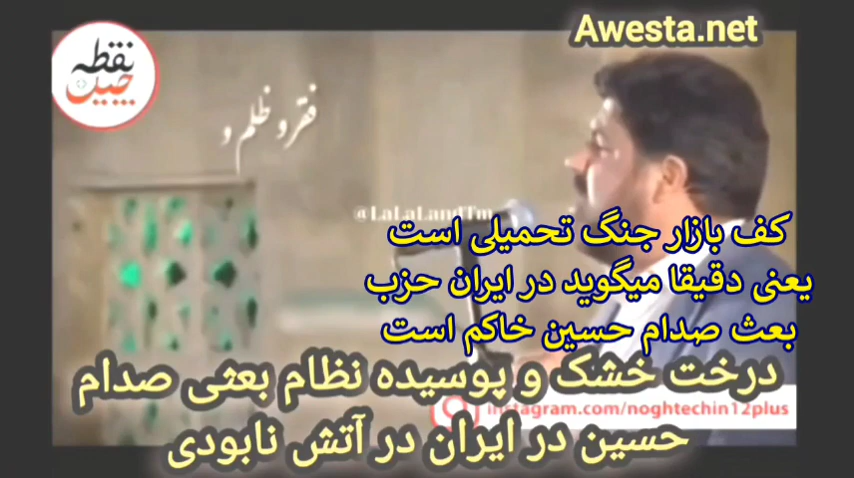 Awesta.net
نقطه
چین
فقر و ظلم و
@LaLaLandTm
کف بازار جنگ تحمیلی است
یعنی دقیقا میگوید در ایران حزب
بعث صدام حسین خاکم است
درخت خشک و پوسیده نظام بعثی صدام
instagram.com/noghtechin12plus
حسین در ایران در آتش نابودی